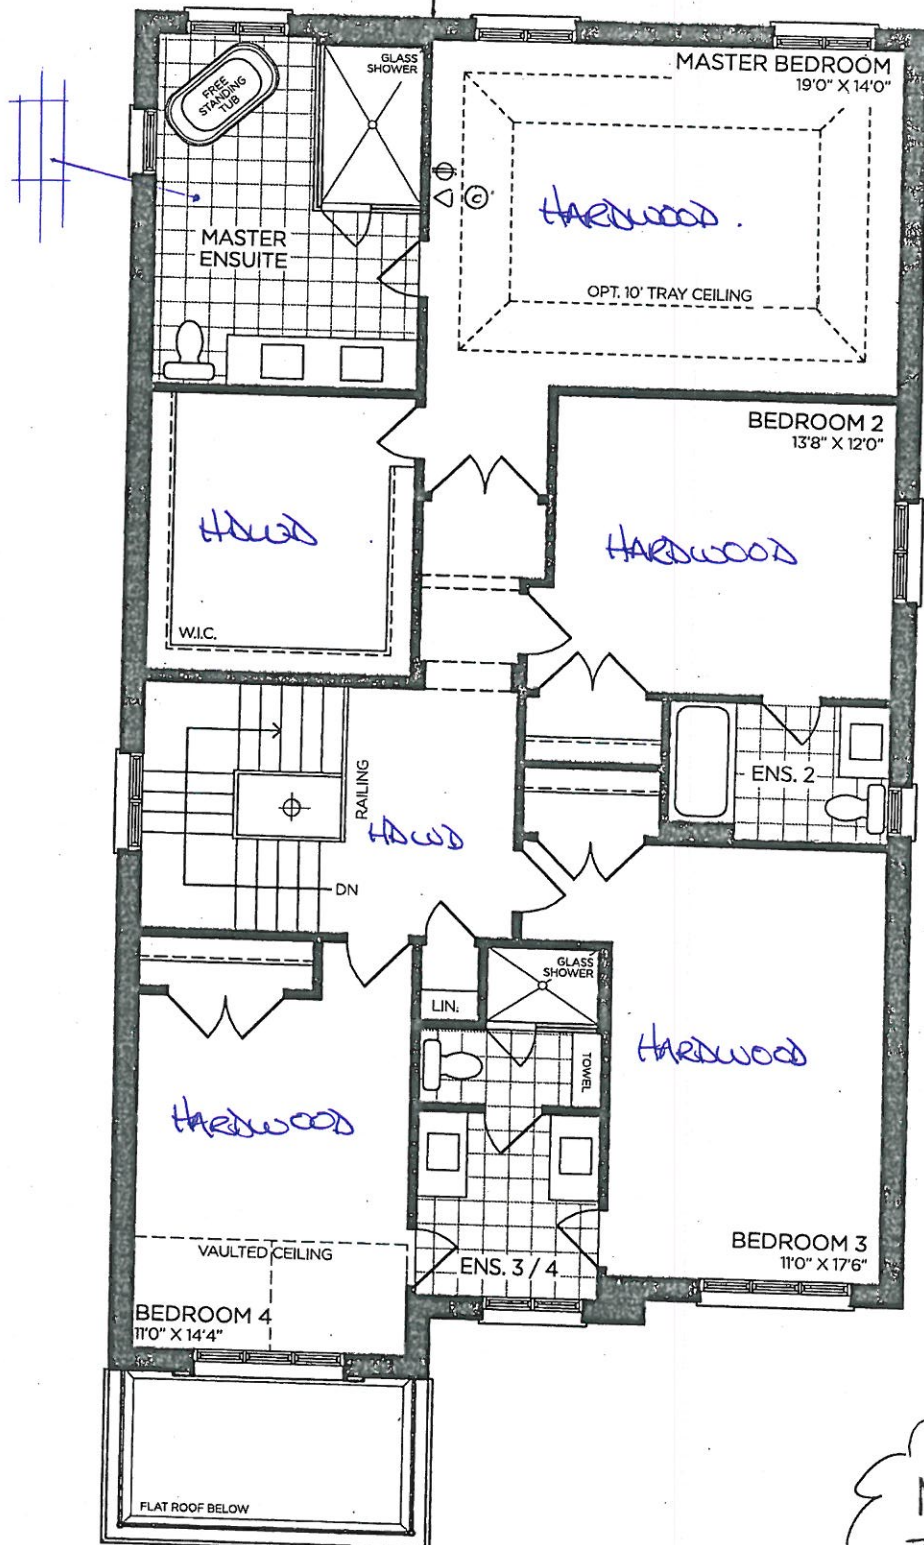 GLASS
SHOWER
FREE
STANDING
TUB
MASTER BEDROOM
19'0" X 14'0"
C
HARDWOOD.
MASTER
ENSUITE
OPT. 10' TRAY CEILING
BEDROOM 2
13'8" X 12'0"
HDWD
HARDWOOD
W.I.C.
RAILING
ENS. 2
HDWD
DN
GLASS
SHOWER
LIN.
TOWEL
HARDWOOD
HARDWOOD
VAULTED CEILING
ENS. 3 / 4
BEDROOM 3
11'0" X 17'6"
BEDROOM 4
11'0" X 14'4"
FLAT ROOF BELOW